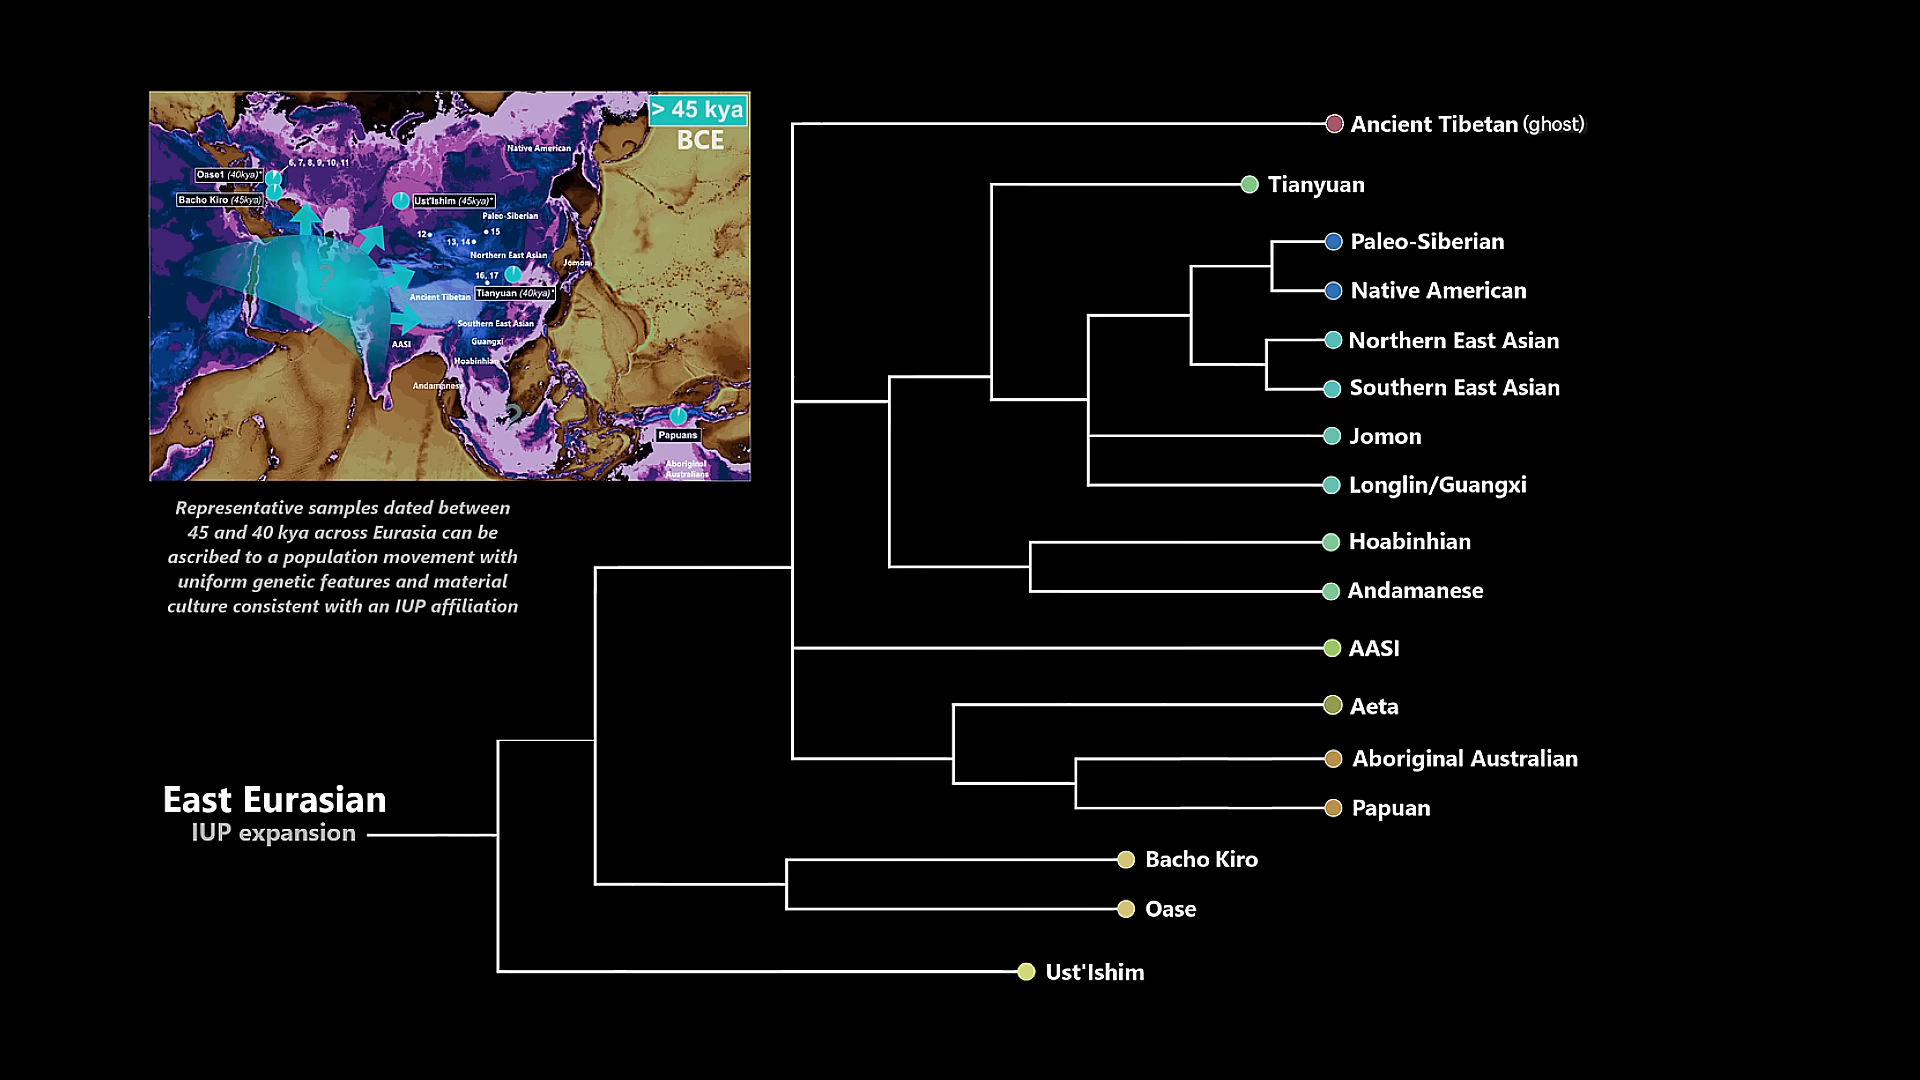 > 45 kya
BCE
Native American
6, 7, 8, 9, 10, 11
Oase1 (40kya)*
Bacho Kiro (45kya)
Ust'Ishim (45kya)*
Paleo-Siberian
12
15
13, 14
Northern East Asian
Jomon
16, 17
?
Tianyuan (40kya)*
Ancient Tibetan
Southern East Asian
AASI
Guangxi
Hoabinhian
Andamanese
?
Papuans
Aboriginal
Australians
Representative samples dated between
45 and 40 kya across Eurasia can be
ascribed to a population movement with
uniform genetic features and material
culture consistent with an IUP affiliation
East Eurasian
IUP expansion
Ancient Tibetan (ghost)
Tianyuan
Paleo-Siberian
Native American
Northern East Asian
Southern East Asian
Jomon
Longlin/Guangxi
Hoabinhian
Andamanese
AASI
Aeta
Aboriginal Australian
Papuan
Bacho Kiro
Oase
Ust'Ishim